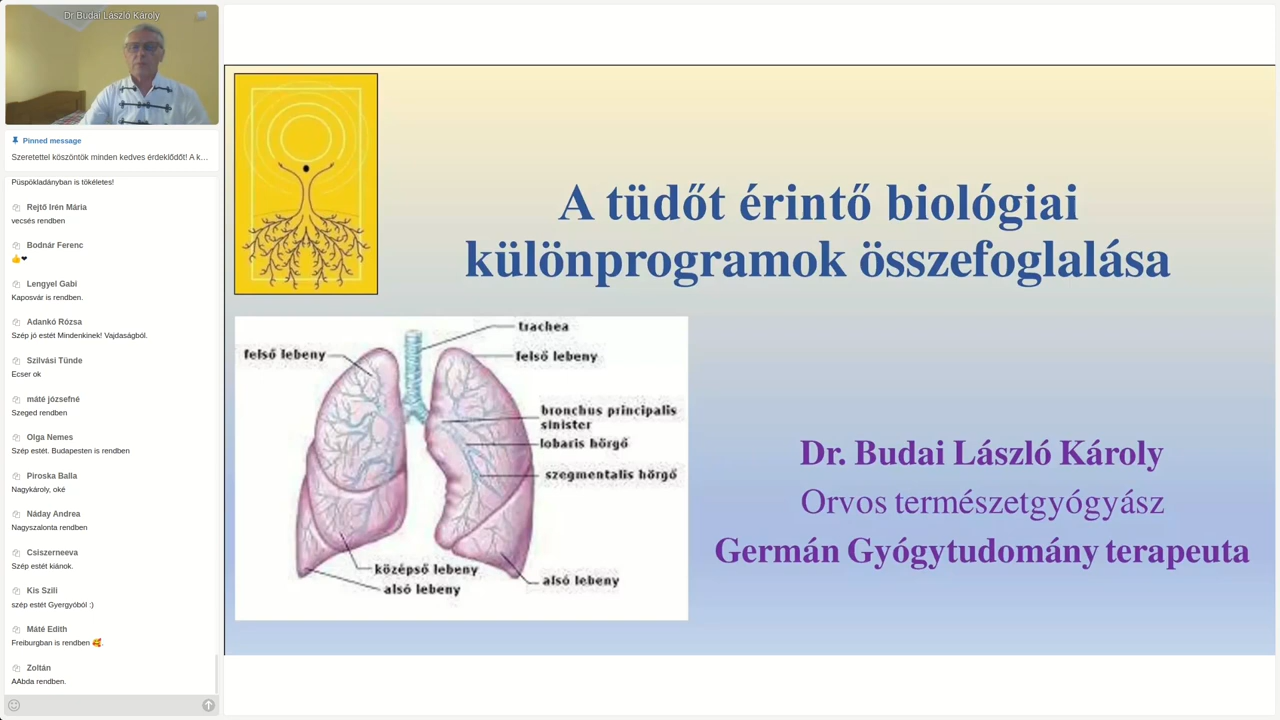 Dr Budai László Károly
Pinned message
Szeretettel köszöntök minden kedves érdeklődőt! A k…
Püspökladányban is tökéletes!
Rejtő Irén Mária
vecsés rendben
Bodnár Ferenc
👍❤
Lengyel Gabi
Kaposvár is rendben.
Adankó Rózsa
Szép jó estét Mindenkinek! Vajdaságból.
Szilvási Tünde
Ecser ok
máté józsefné
Szeged rendben
Olga Nemes
Szép estét. Budapesten is rendben
Piroska Balla
Nagykároly, oké
Náday Andrea
Nagyszalonta rendben
Csiszerneeva
Szép estét kiánok.
Kis Szili
szép estét Gyergyóból :)
Máté Edith
Freiburgban is rendben 🥰.
Zoltán
AAbda rendben.
A tüdőt érintő biológiai
különprogramok összefoglalása
trachea
felső lebeny
felső lebeny
bronchus principalis
sinister
lobaris hörgő
szegmentalis hörgő
középső lebeny
alsó lebeny
alsó lebeny
Dr. Budai László Károly
Orvos természetgyógyász
Germán Gyógytudomány terapeuta